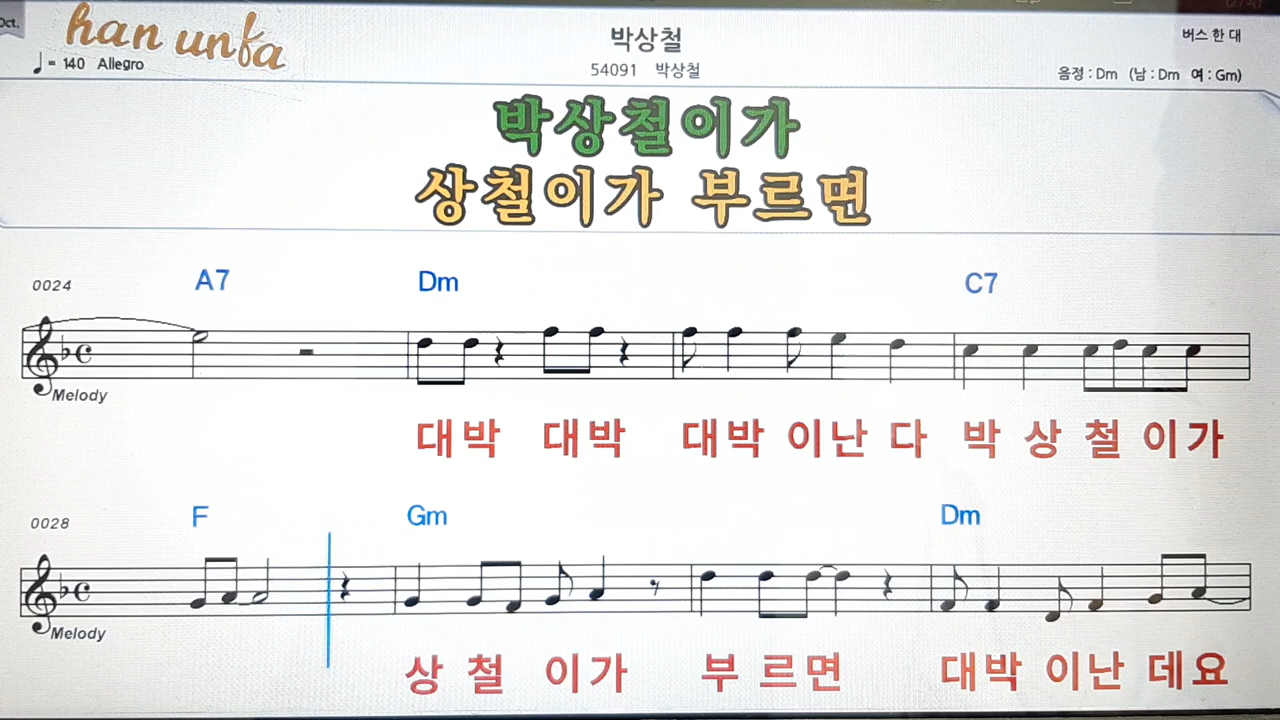 Oct.
han unfa
박상철
버스 한 대
♩= 140 Allegro
54091 박상철
음정 : Dm (남 : Dm 여 : Gm)
박상철이가
상철이가 부르면
0024
A7 Dm C7
Melody
대박 대박 대박 이난 다 박 상 철 이가
0028
F Gm Dm
Melody
상 철 이가 부 르면 대박 이난 데요